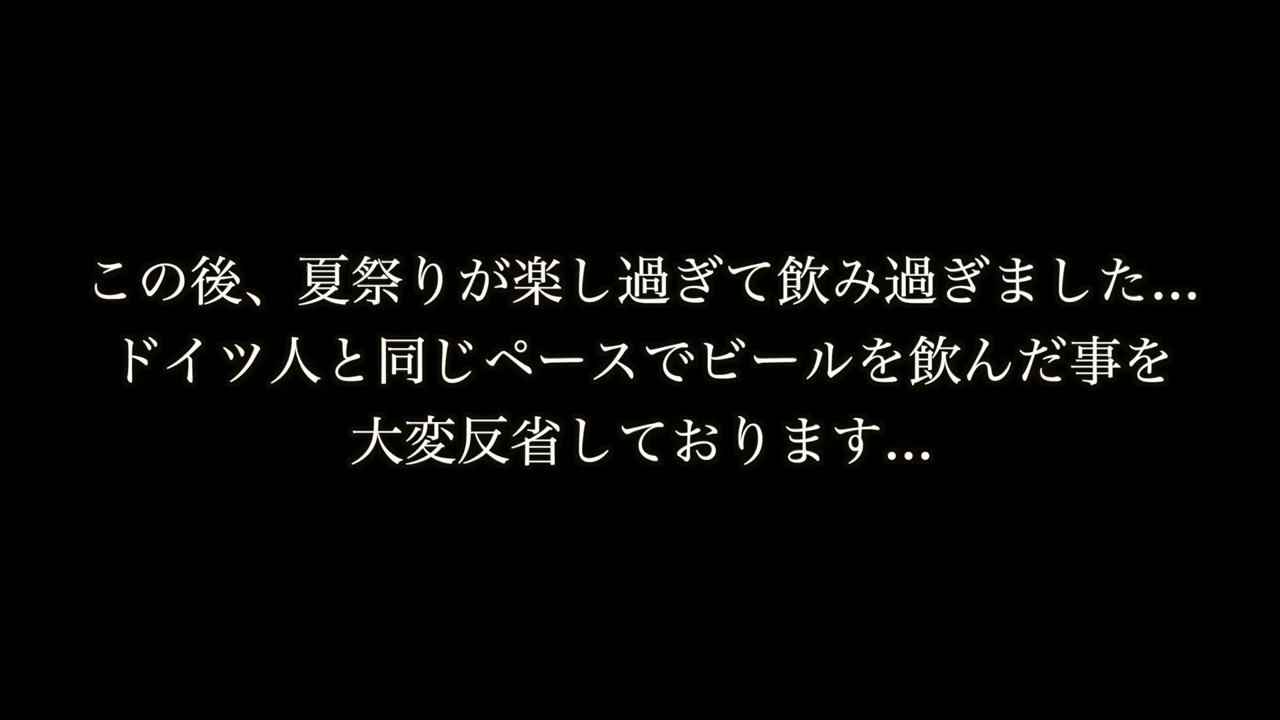 この後、夏祭りが楽し過ぎて飲み過ぎました…
ドイツ人と同じペースでビールを飲んだ事を
大変反省しております…